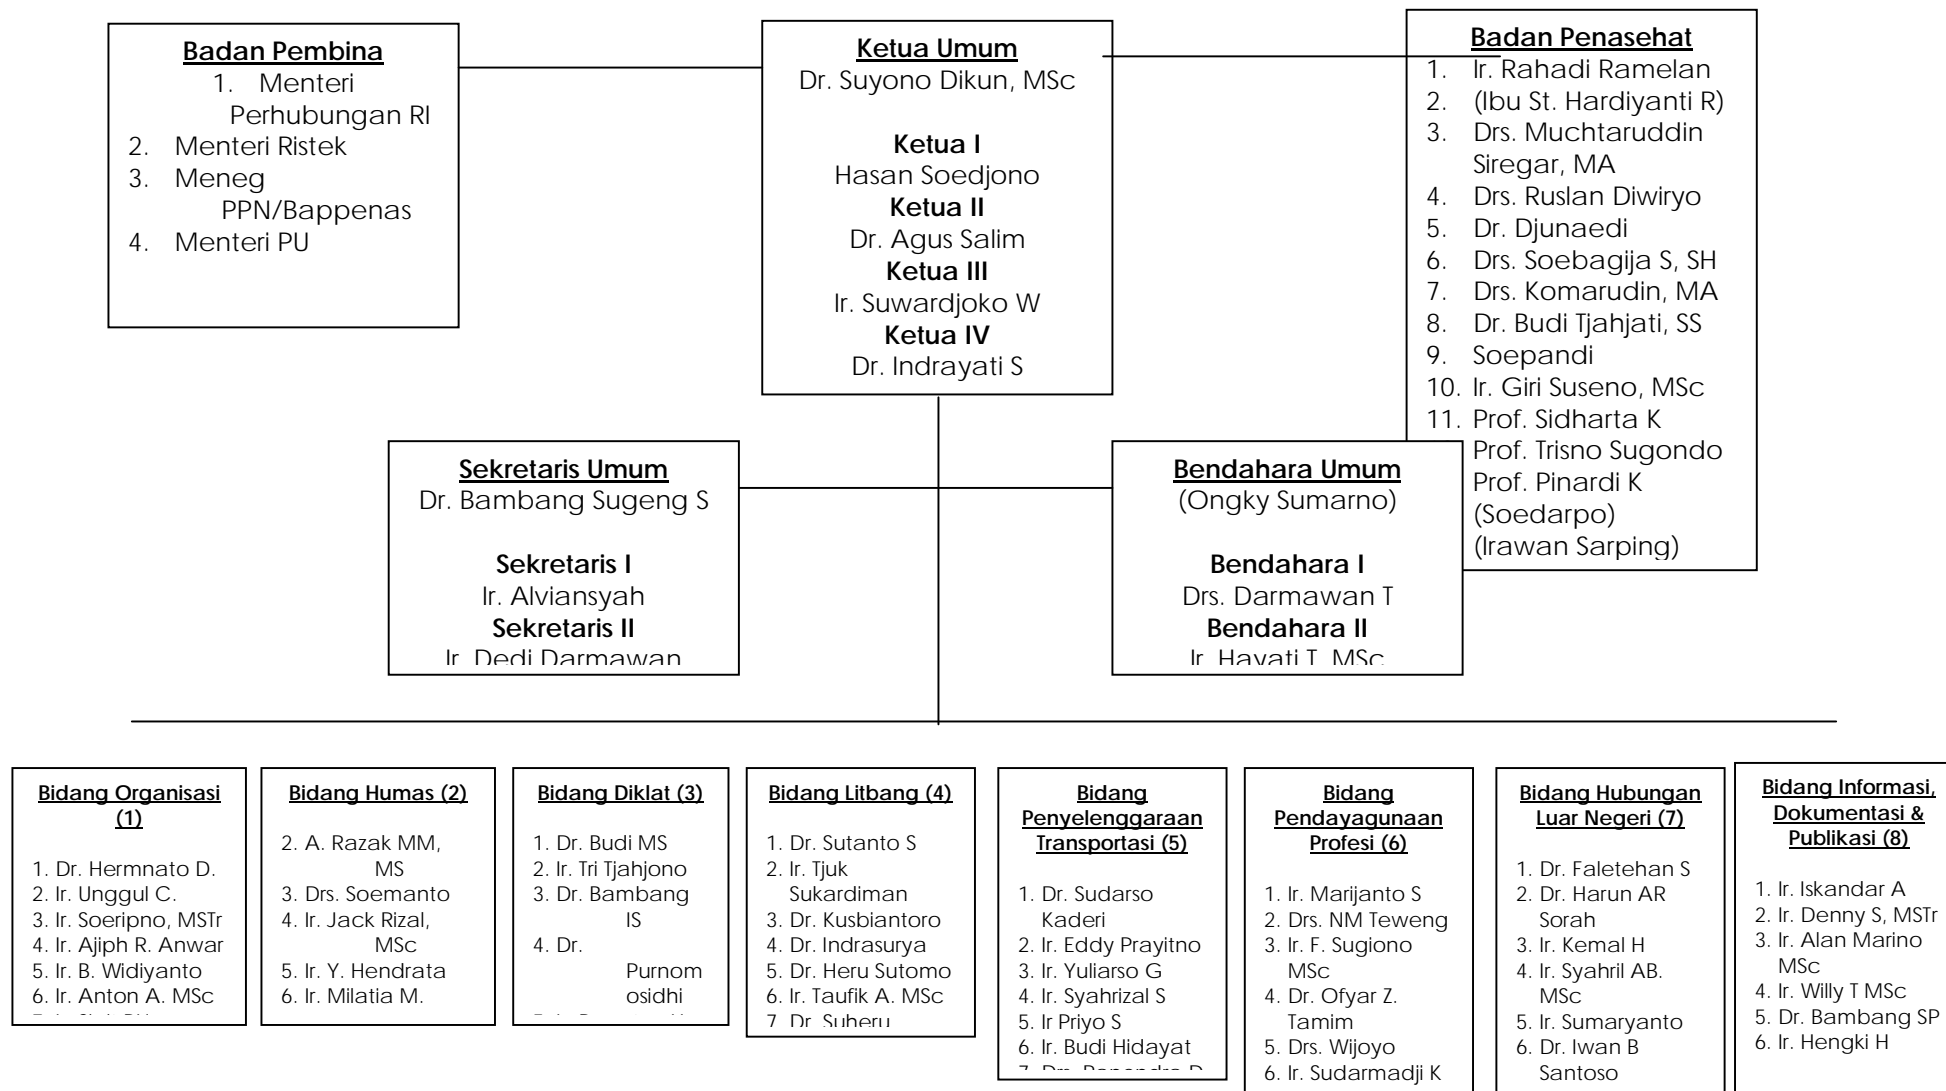 Badan Pembina
1. Menteri
Perhubungan RI
2. Menteri Ristek
3. Meneg
PPN/Bappenas
4. Menteri PU
Ketua Umum
Dr. Suyono Dikun, MSc
Ketua I
Hasan Soedjono
Ketua II
Dr. Agus Salim
Ketua III
Ir. Suwardjoko W
Ketua IV
Dr. Indrayati S
Badan Penasehat
1. Ir. Rahadi Ramelan
2. (Ibu St. Hardiyanti R)
3. Drs. Muchtaruddin
Siregar, MA
4. Drs. Ruslan Diwiryo
5. Dr. Djunaedi
6. Drs. Soebagija S, SH
7. Drs. Komarudin, MA
8. Dr. Budi Tjahjati, SS
9. Soepandi
10. Ir. Giri Suseno, MSc
11. Prof. Sidharta K
Prof. Trisno Sugondo
Prof. Pinardi K
(Soedarpo)
(Irawan Sarping)
Sekretaris Umum
Dr. Bambang Sugeng S
Sekretaris I
Ir. Alviansyah
Sekretaris II
Ir. Dedi Darmawan
Bendahara Umum
(Ongky Sumarno)
Bendahara I
Drs. Darmawan T
Bendahara II
Ir. Hayati T, MSc
Bidang Organisasi
(1)
1. Dr. Hermnato D.
2. Ir. Unggul C.
3. Ir. Soeripno, MSTr
4. Ir. Ajiph R. Anwar
5. Ir. B. Widiyanto
6. Ir. Anton A. MSc
Bidang Humas (2)
2. A. Razak MM,
MS
3. Drs. Soemanto
4. Ir. Jack Rizal,
MSc
5. Ir. Y. Hendrata
6. Ir. Milatia M.
Bidang Diklat (3)
1. Dr. Budi MS
2. Ir. Tri Tjahjono
3. Dr. Bambang
IS
4. Dr.
Purnom
osidhi
Bidang Litbang (4)
1. Dr. Sutanto S
2. Ir. Tjuk
Sukardiman
3. Dr. Kusbiantoro
4. Dr. Indrasurya
5. Dr. Heru Sutomo
6. Ir. Taufik A. MSc
7. Dr. Suheru
Bidang
Penyelenggaraan
Transportasi (5)
1. Dr. Sudarso
Kaderi
2. Ir. Eddy Prayitno
3. Ir. Yuliarso G
4. Ir. Syahrizal S
5. Ir Priyo S
6. Ir. Budi Hidayat
Bidang
Pendayagunaan
Profesi (6)
1. Ir. Marijanto S
2. Drs. NM Teweng
3. Ir. F. Sugiono
MSc
4. Dr. Ofyar Z.
Tamim
5. Drs. Wijoyo
6. Ir. Sudarmadji K
Bidang Hubungan
Luar Negeri (7)
1. Dr. Faletehan S
2. Dr. Harun AR
Sorah
3. Ir. Kemal H
4. Ir. Syahril AB.
MSc
5. Ir. Sumaryanto
6. Dr. Iwan B
Santoso
Bidang Informasi,
Dokumentasi &
Publikasi (8)
1. Ir. Iskandar A
2. Ir. Denny S, MSTr
3. Ir. Alan Marino
MSc
4. Ir. Willy T MSc
5. Dr. Bambang SP
6. Ir. Hengki H